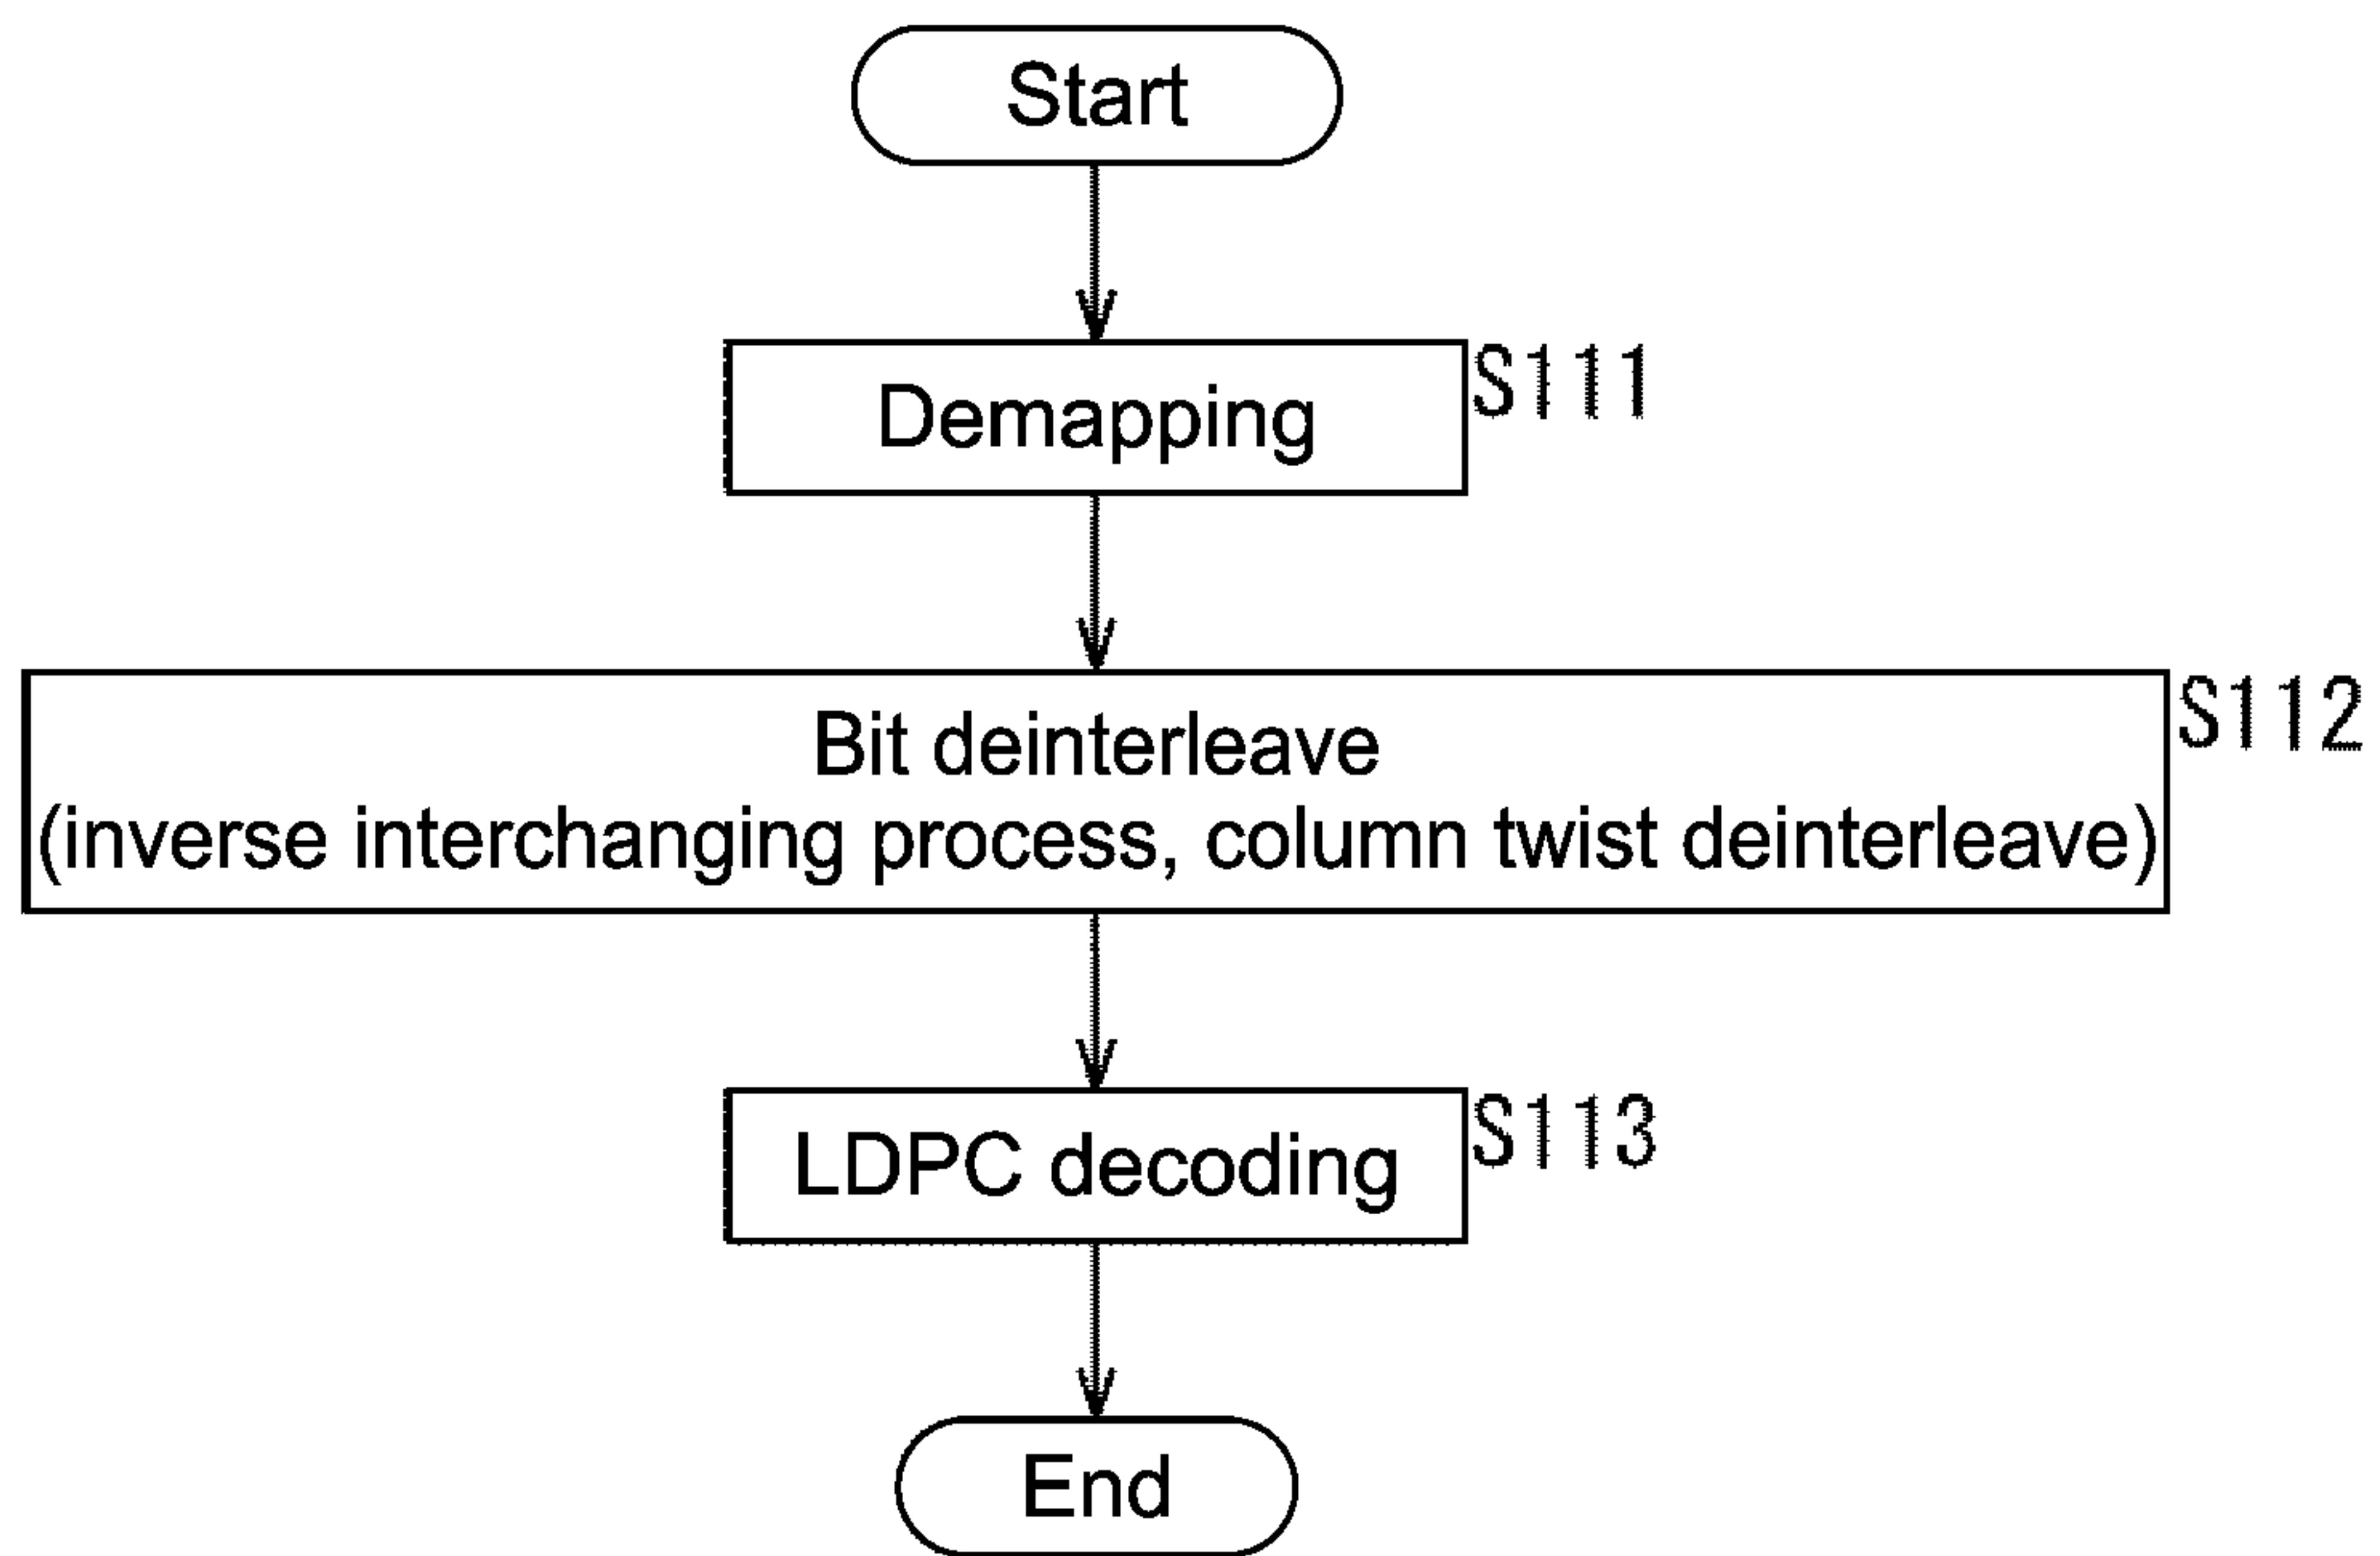 Start
Demapping
S111
Bit deinterleave
S112
(inverse interchanging process, column twist deinterleave)
LDPC decoding
S113
End